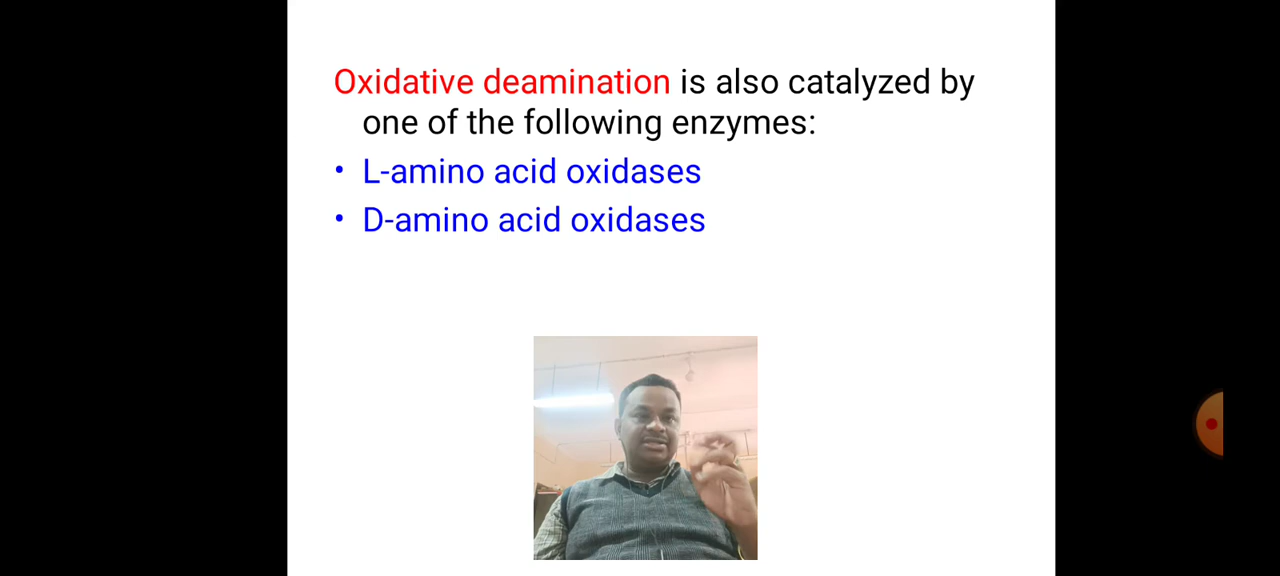 Oxidative deamination is also catalyzed by
one of the following enzymes:
• L-amino acid oxidases
• D-amino acid oxidases